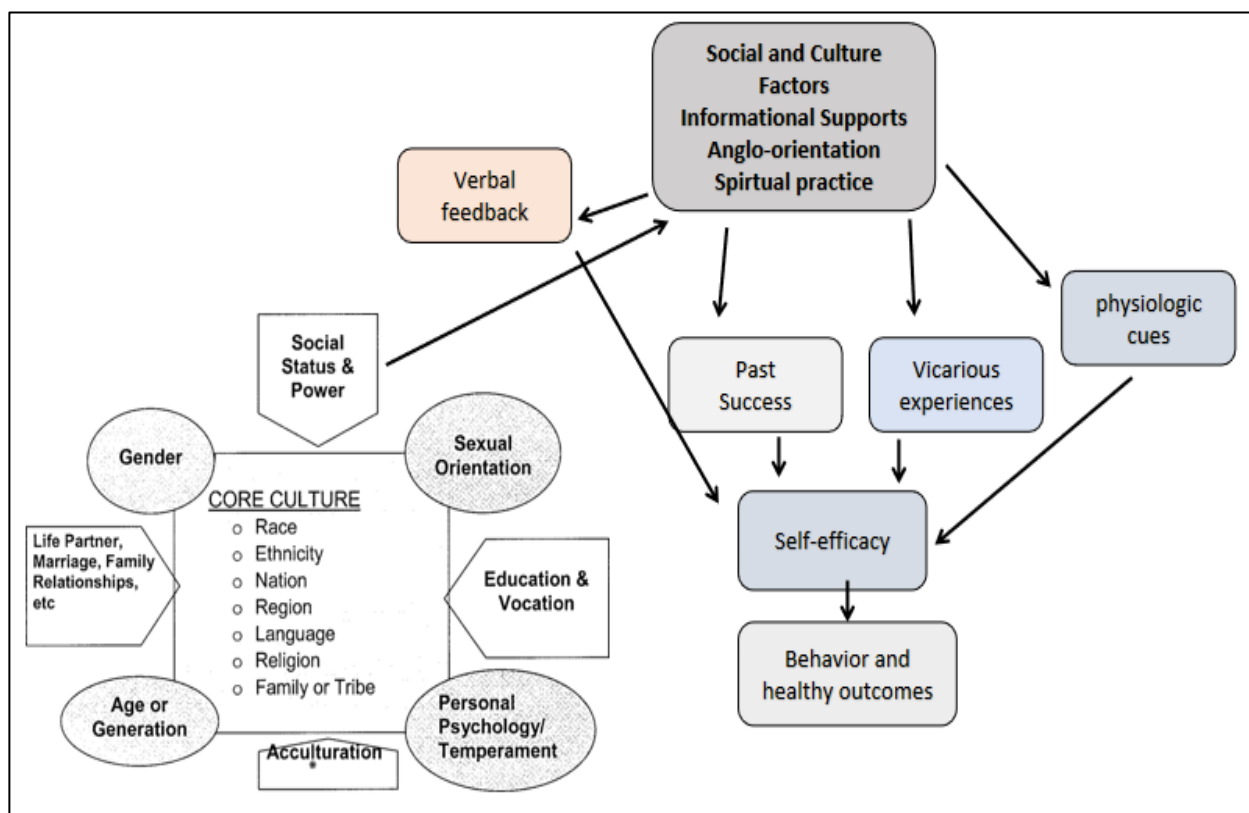 Social and Culture
Factors
Informational Supports
Anglo-orientation
Spirtual practice
Verbal
feedback
physiologic
cues
Social
Status &
Power
Past
Success
Vicarious
experiences
Gender
Sexual
Orientation
CORE CULTURE
o Race
o Ethnicity
o Nation
o Region
o Language
o Religion
o Family or Tribe
Life Partner,
Marriage, Family
Relationships,
etc
Education &
Vocation
Self-efficacy
Behavior and
healthy outcomes
Age or
Generation
Personal
Psychology/
Temperament
Acculturation
*